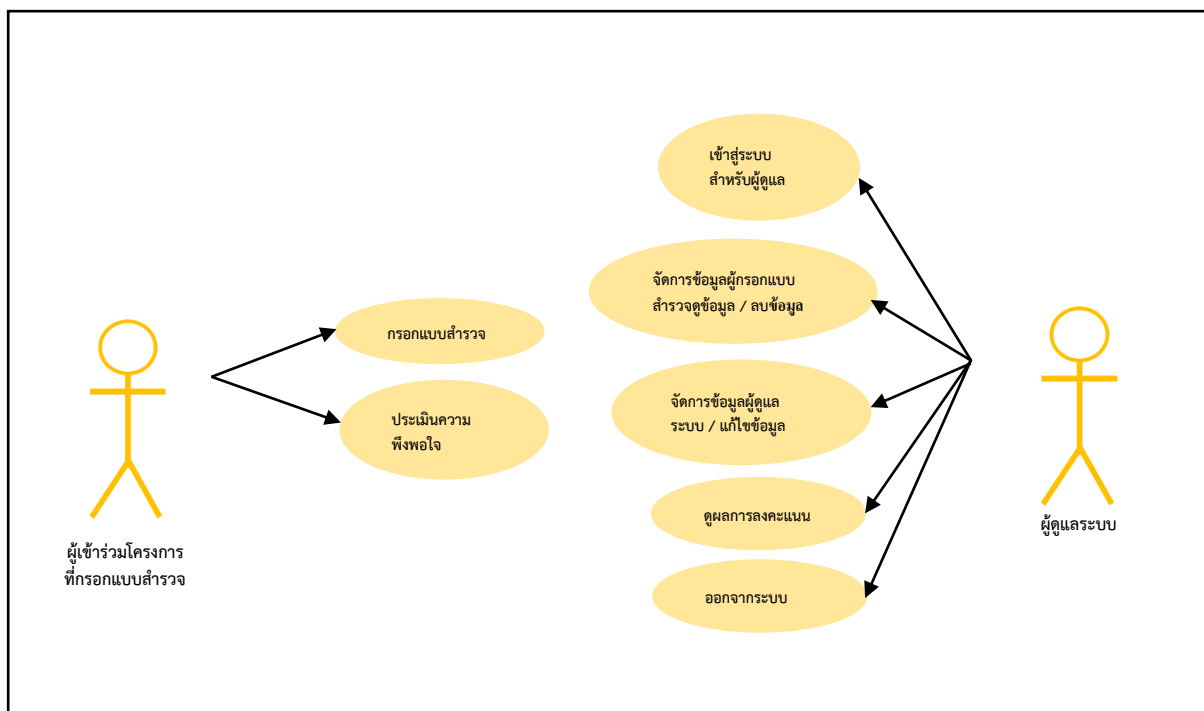 เข้าสู่ระบบ
สำหรับผู้ดูแล
จัดการข้อมูลผู้กรอกแบบ
สำรวจดูข้อมูล / ลบข้อมูล
กรอกแบบสำรวจ
จัดการข้อมูลผู้ดูแล
ระบบ / แก้ไขข้อมูล
ประเมินความ
พึงพอใจ
ดูผลการลงคะแนน
ออกจากระบบ
ผู้เข้าร่วมโครงการ
ที่กรอกแบบสำรวจ
ผู้ดูแลระบบ